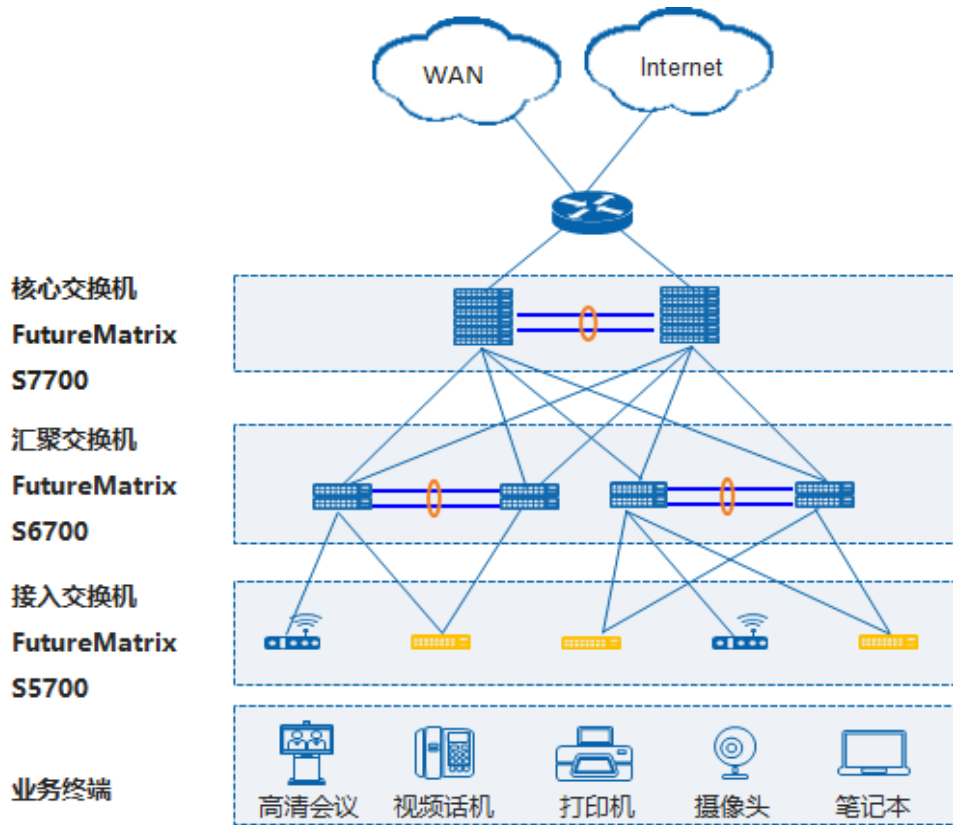 WAN
Internet
核心交换机
FutureMatrix
S7700
汇聚交换机
FutureMatrix
S6700
接入交换机
FutureMatrix
S5700
业务终端
高清会议
视频话机
打印机
摄像头
笔记本